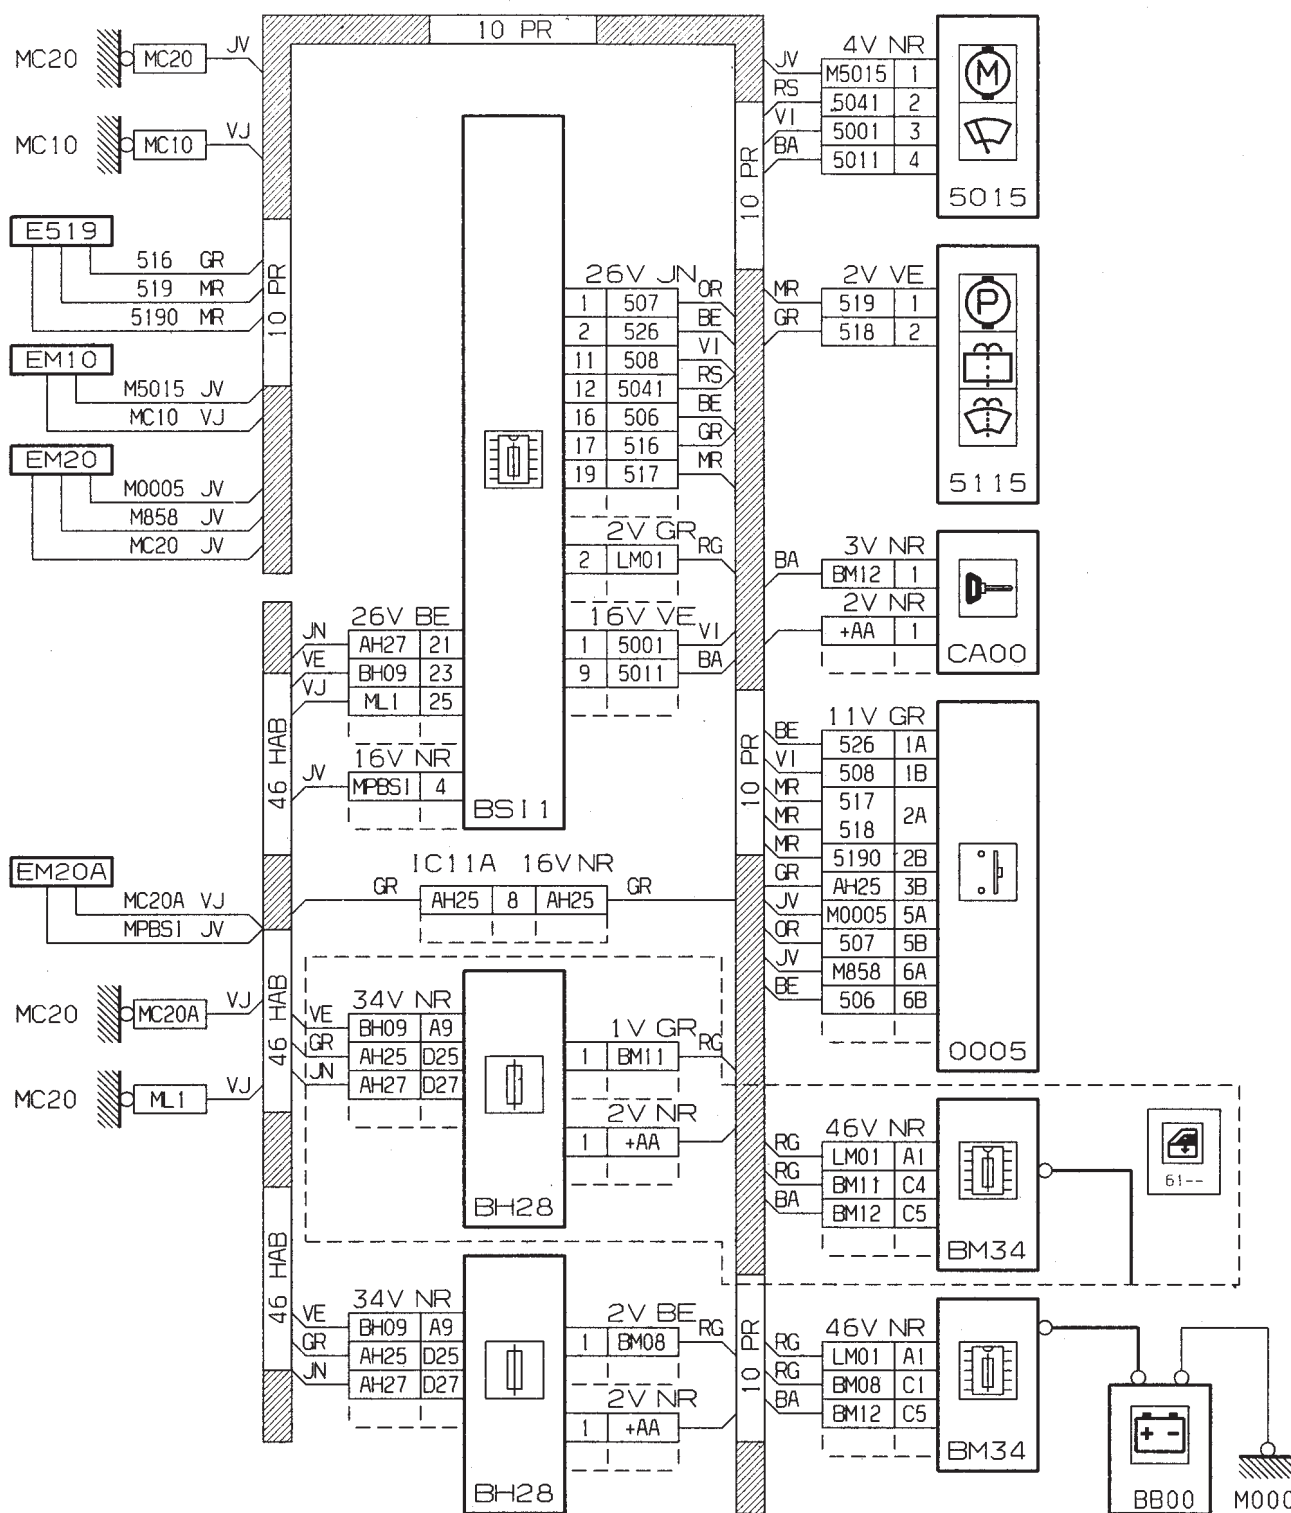 10 PR
MC20 MC20 JV
MC10 MC10 VJ
E519
516 GR
519 MR
5190 MR
10 PR
EM10
M5015 JV
MC10 VJ
EM20
M0005 JV
M858 JV
MC20 JV
26V BE
JN AH27 21
VE BH09 23
VJ ML1 25
16V NR
JV MPBSI 4
46 HAB
BSI1
26V JN
1 507 OR
2 526 BE
11 508 VI
12 5041 RS
16 506 BE
17 516 GR
19 517 MR
2V GR
2 LM01 RG
16V VE
1 5001 VI
9 5011 BA
10 PR
4V NR
JV M5015 1
RS 5041 2
VI 5001 3
BA 5011 4
M
5015
2V VE
MR 519 1
GR 518 2
P
5115
3V NR
BA BM12 1
2V NR
+AA 1
CA00
10 PR
11V GR
BE 526 1A
VI 508 1B
MR 517 2A
MR 518
MR 5190 2B
GR AH25 3B
JV M0005 5A
OR 507 5B
JV M858 6A
BE 506 6B
0005
EM20A
MC20A VJ
MPBSI JV
IC11A 16V NR
GR AH25 8 AH25 GR
46 HAB
MC20 MC20A VJ
MC20 ML1 VJ
34V NR
VE BH09 A9
GR AH25 D25
JN AH27 D27
BH28
1V GR
1 BM11 RG
2V NR
1 +AA
46V NR
RG LM01 A1
RG BM11 C4
BA BM12 C5
BM34
61--
46 HAB
34V NR
VE BH09 A9
GR AH25 D25
JN AH27 D27
BH28
2V BE
1 BM08 RG
2V NR
1 +AA
10 PR
46V NR
RG LM01 A1
RG BM08 C1
BA BM12 C5
BM34
+ -
BB00
M000